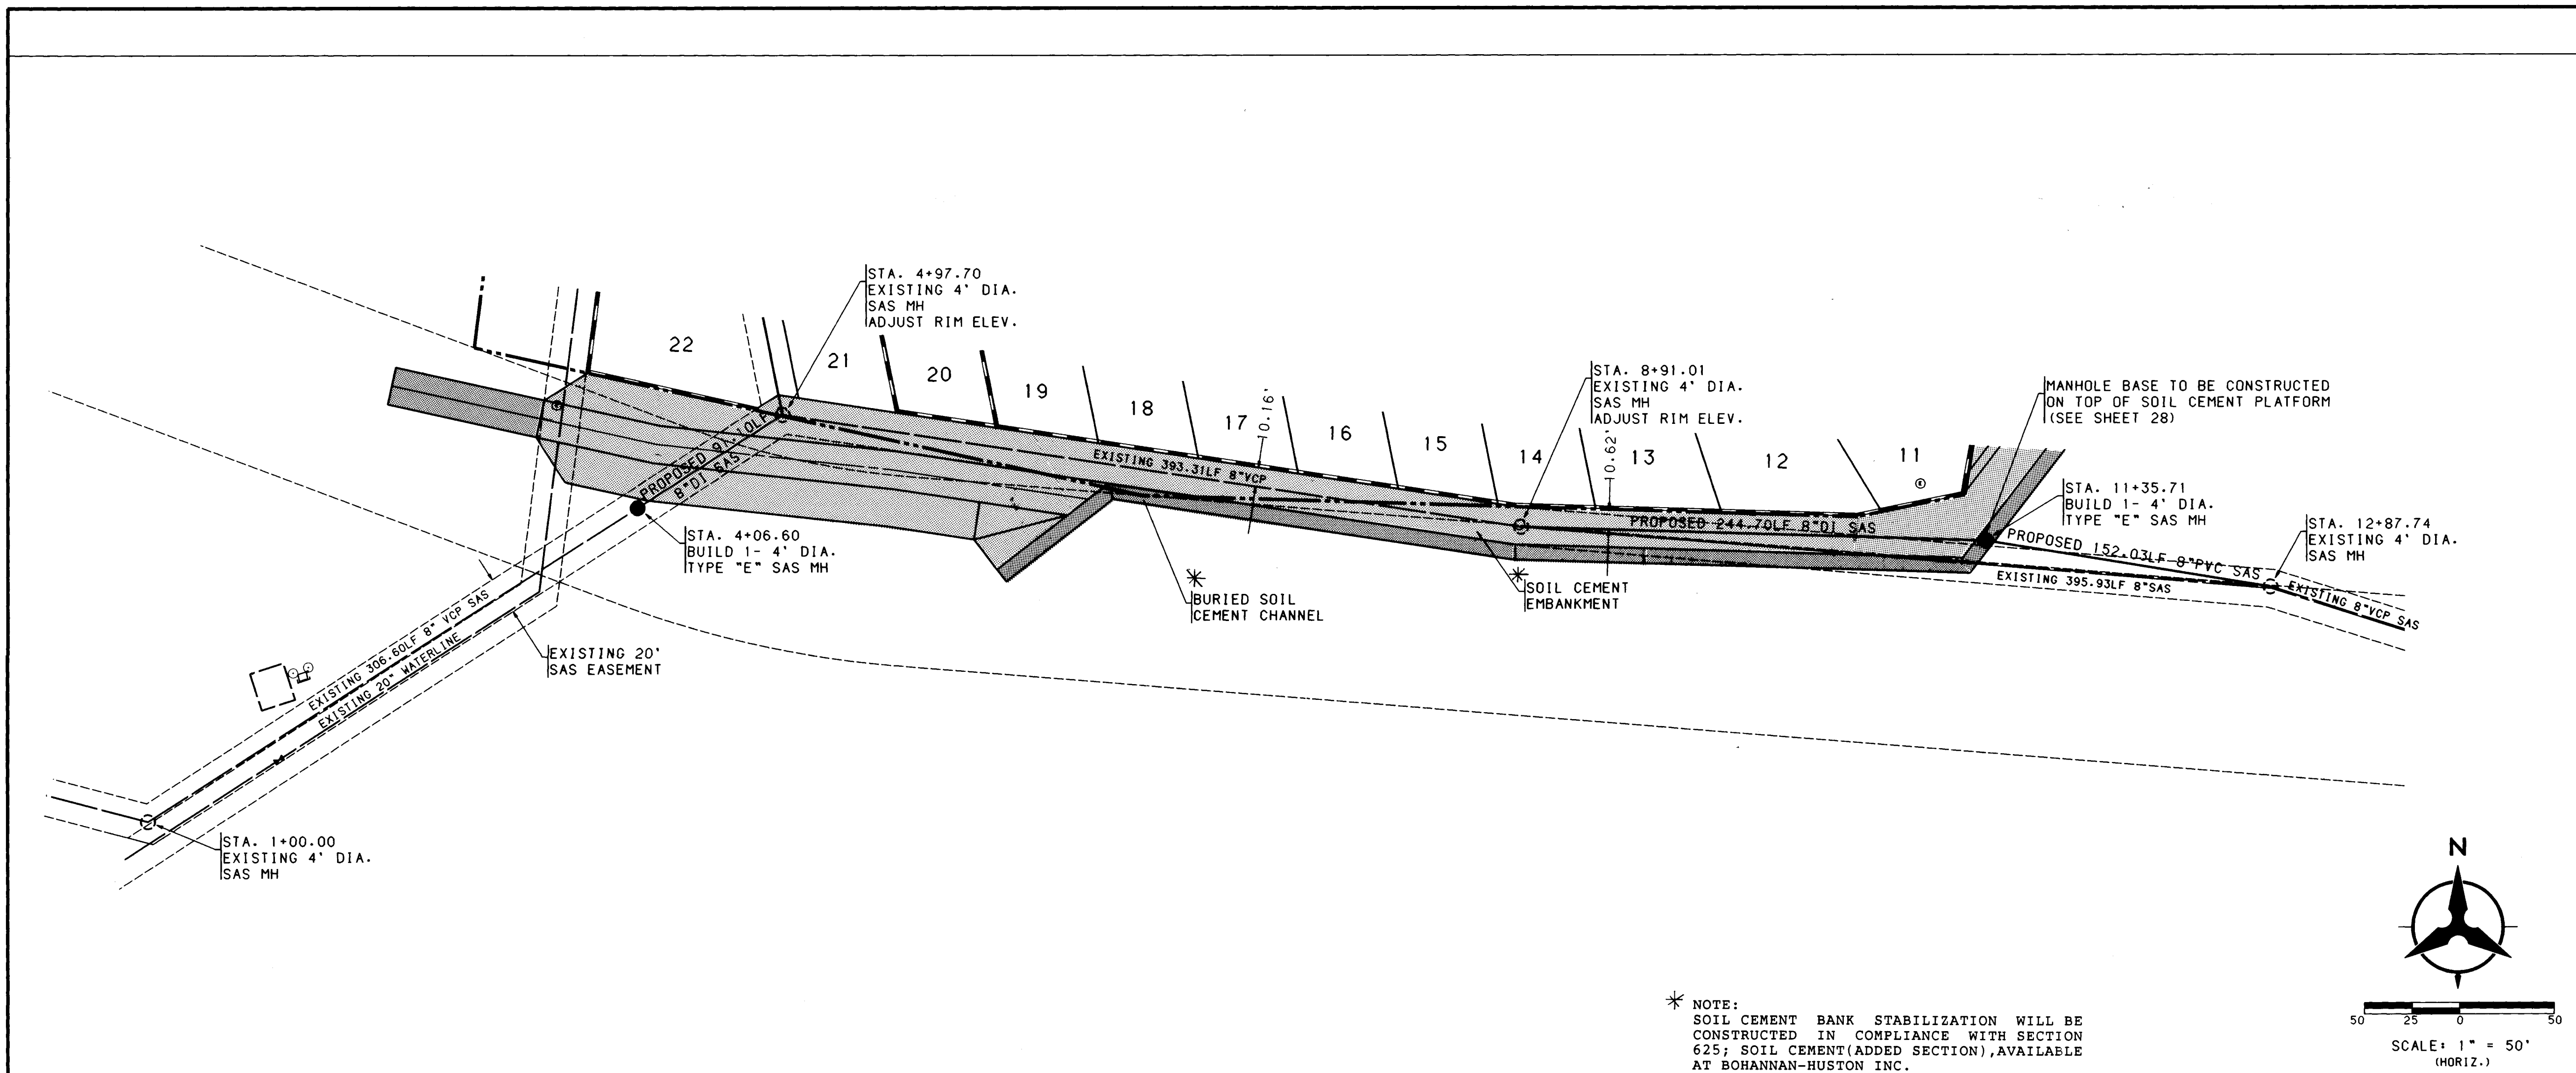 STA. 4+97.70
EXISTING 4' DIA.
SAS MH
ADJUST RIM ELEV.
22
21
20
19
18
17
16
15
14
13
12
11
10.16'
10.62'
STA. 8+91.01
EXISTING 4' DIA.
SAS MH
ADJUST RIM ELEV.
MANHOLE BASE TO BE CONSTRUCTED
ON TOP OF SOIL CEMENT PLATFORM
(SEE SHEET 28)
EXISTING 393.31LF 8"VCP
PROPOSED 91.10LF
8"DI SAS
PROPOSED 244.70LF 8"DI SAS
STA. 11+35.71
BUILD 1- 4' DIA.
TYPE "E" SAS MH
STA. 12+87.74
EXISTING 4' DIA.
SAS MH
PROPOSED 152.03LF 8"PVC SAS
EXISTING 395.93LF 8"SAS
EXISTING 8"VCP SAS
STA. 4+06.60
BUILD 1- 4' DIA.
TYPE "E" SAS MH
BURIED SOIL
CEMENT CHANNEL
SOIL CEMENT
EMBANKMENT
EXISTING 20'
SAS EASEMENT
EXISTING 306.60LF 8" VCP SAS
EXISTING 20" WATERLINE
STA. 1+00.00
EXISTING 4' DIA.
SAS MH
N
50 25 0 50
SCALE: 1" = 50'
(HORIZ.)
* NOTE:
SOIL CEMENT BANK STABILIZATION WILL BE
CONSTRUCTED IN COMPLIANCE WITH SECTION
625; SOIL CEMENT(ADDED SECTION),AVAILABLE
AT BOHANNAN-HUSTON INC.